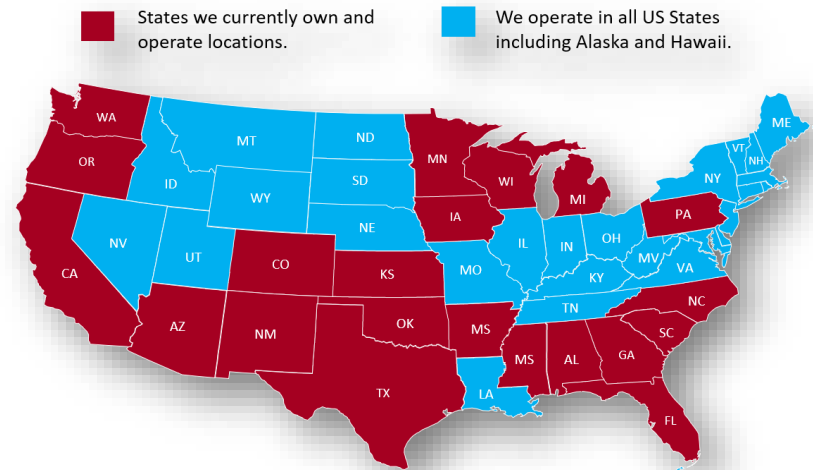 States we currently own and
operate locations.
We operate in all US States
including Alaska and Hawaii.
WA
OR
CA
NV
ID
MT
WY
UT
AZ
CO
NM
ND
SD
NE
KS
OK
TX
MN
IA
MO
MS
LA
WI
IL
MI
IN
OH
KY
TN
MS
AL
GA
FL
SC
NC
VA
MV
PA
NY
VT
NH
ME